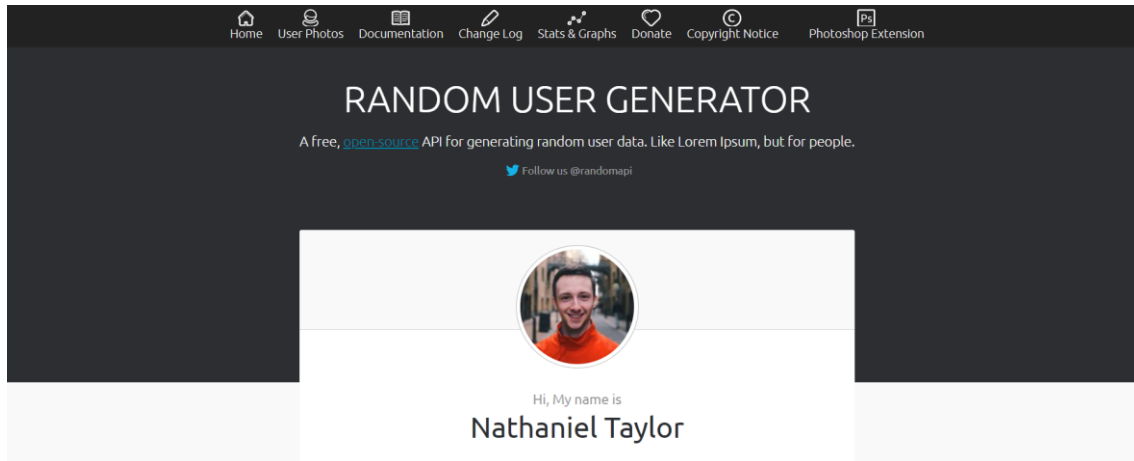 Home User Photos Documentation Change Log Stats & Graphs Donate Copyright Notice Photoshop Extension
RANDOM USER GENERATOR
A free, open-source API for generating random user data. Like Lorem Ipsum, but for people.
Follow us @randomapi
Hi, My name is
Nathaniel Taylor